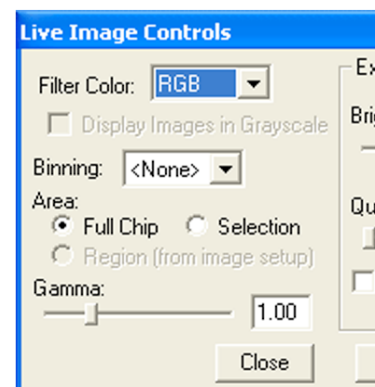 Live Image Controls
Filter Color: RGB
Display Images in Grayscale
Binning: <None>
Area:
Full Chip Selection
Region (from image setup)
Gamma:
1.00
Close